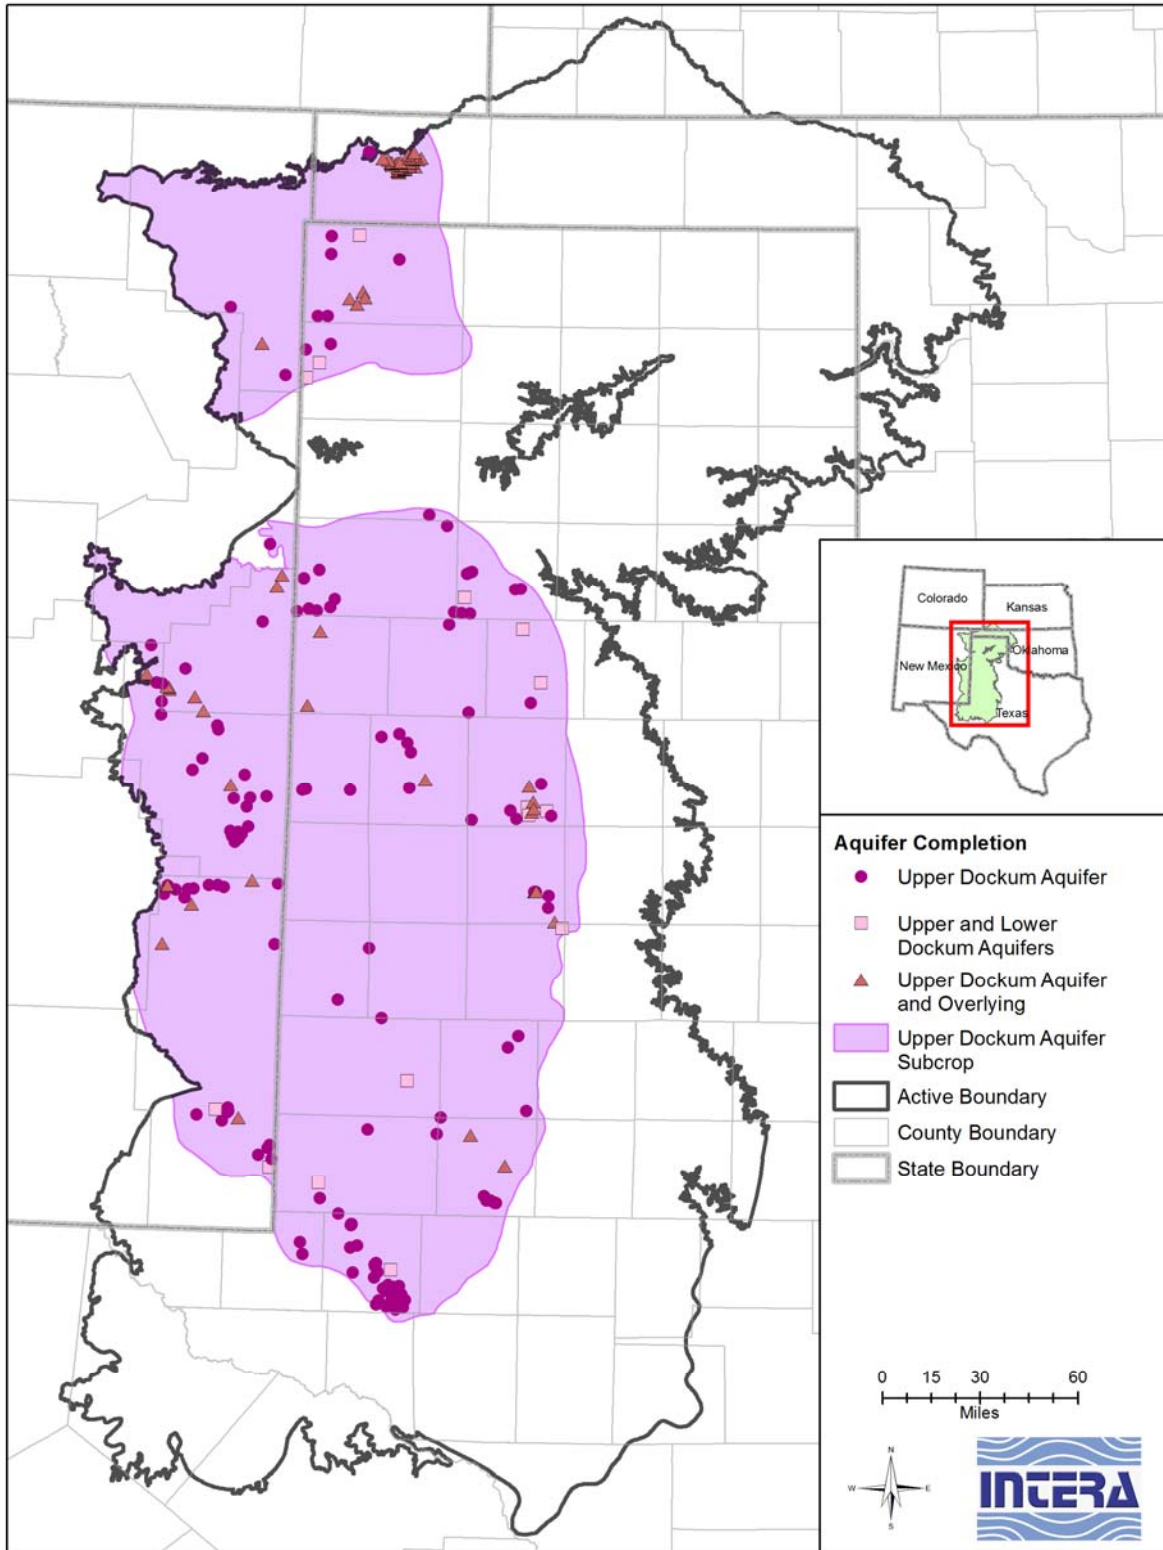 Colorado
Kansas
New Mexico
Oklahoma
Texas
Aquifer Completion
Upper Dockum Aquifer
Upper and Lower
Dockum Aquifers
Upper Dockum Aquifer
and Overlying
Upper Dockum Aquifer
Subcrop
Active Boundary
County Boundary
State Boundary
0 15 30 60
Miles
N
W E
S
INTERA